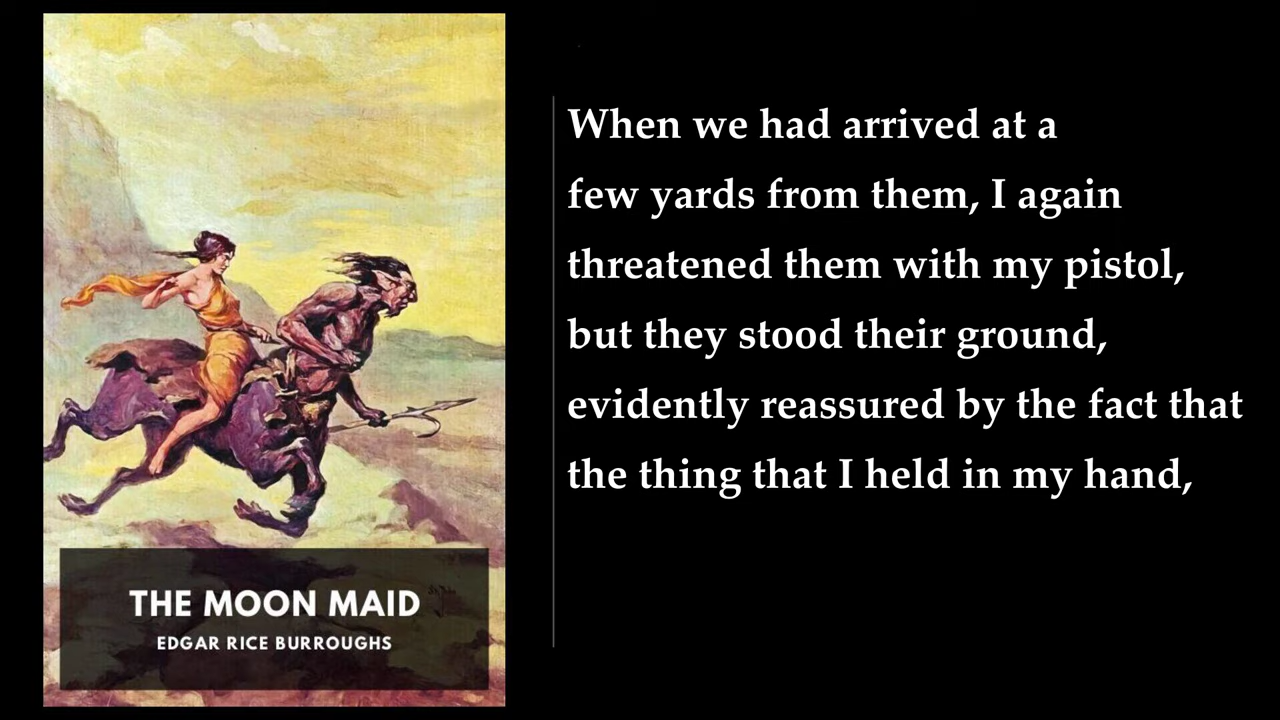 THE MOON MAID
EDGAR RICE BURROUGHS
When we had arrived at a
few yards from them, I again
threatened them with my pistol,
but they stood their ground,
evidently reassured by the fact that
the thing that I held in my hand,